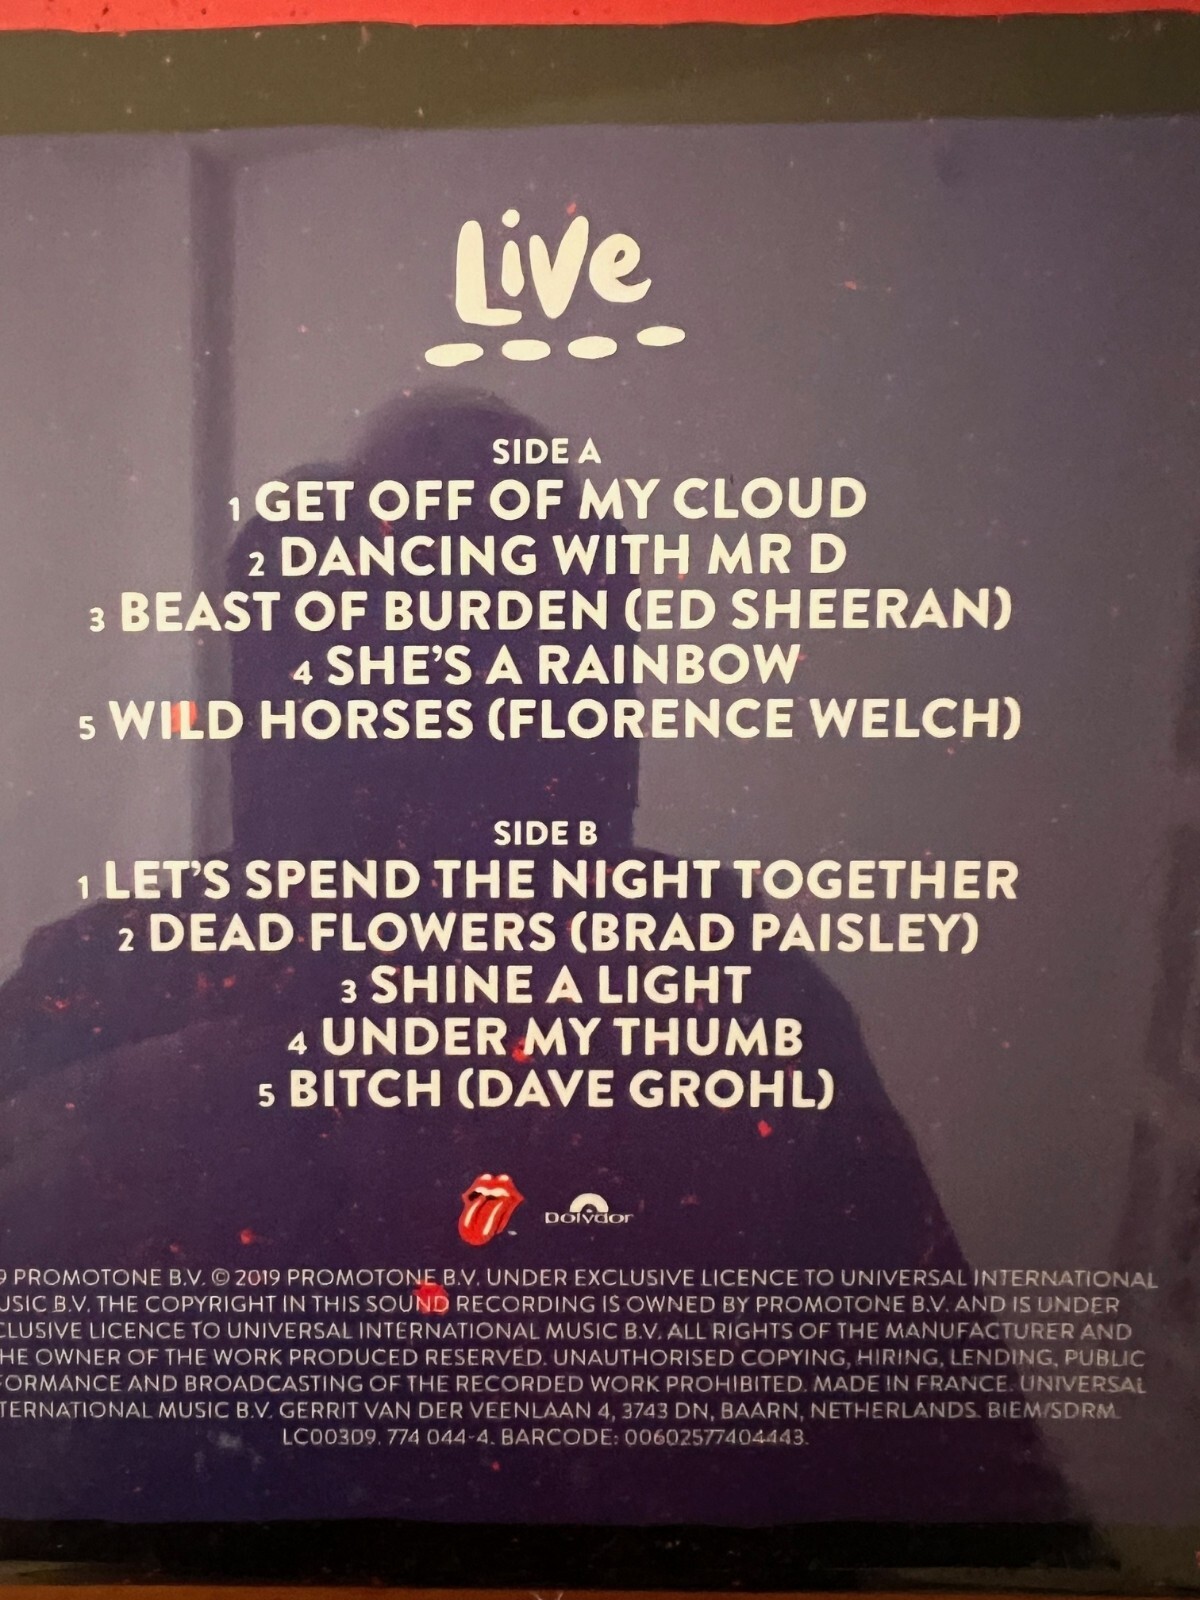 Live
SIDE A
1 GET OFF OF MY CLOUD
2 DANCING WITH MR D
3 BEAST OF BURDEN (ED SHEERAN)
4 SHE'S A RAINBOW
5 WILD HORSES (FLORENCE WELCH)
SIDE B
1 LET'S SPEND THE NIGHT TOGETHER
2 DEAD FLOWERS (BRAD PAISLEY)
3 SHINE A LIGHT
4 UNDER MY THUMB
5 BITCH (DAVE GROHL)
Polydor
9 PROMOTONE B.V. © 2019 PROMOTONE B.V. UNDER EXCLUSIVE LICENCE TO UNIVERSAL INTERNATIONAL
USIC B.V. THE COPYRIGHT IN THIS SOUND RECORDING IS OWNED BY PROMOTONE B.V. AND IS UNDER
CLUSIVE LICENCE TO UNIVERSAL INTERNATIONAL MUSIC B.V. ALL RIGHTS OF THE MANUFACTURER AND
HE OWNER OF THE WORK PRODUCED RESERVED. UNAUTHORISED COPYING, HIRING, LENDING, PUBLIC
FORMANCE AND BROADCASTING OF THE RECORDED WORK PROHIBITED. MADE IN FRANCE. UNIVERSAL
TERNATIONAL MUSIC B.V. GERRIT VAN DER VEENLAAN 4, 3743 DN, BAARN, NETHERLANDS. BIEM/SDRM.
LC00309. 774 044-4. BARCODE: 00602577404443.